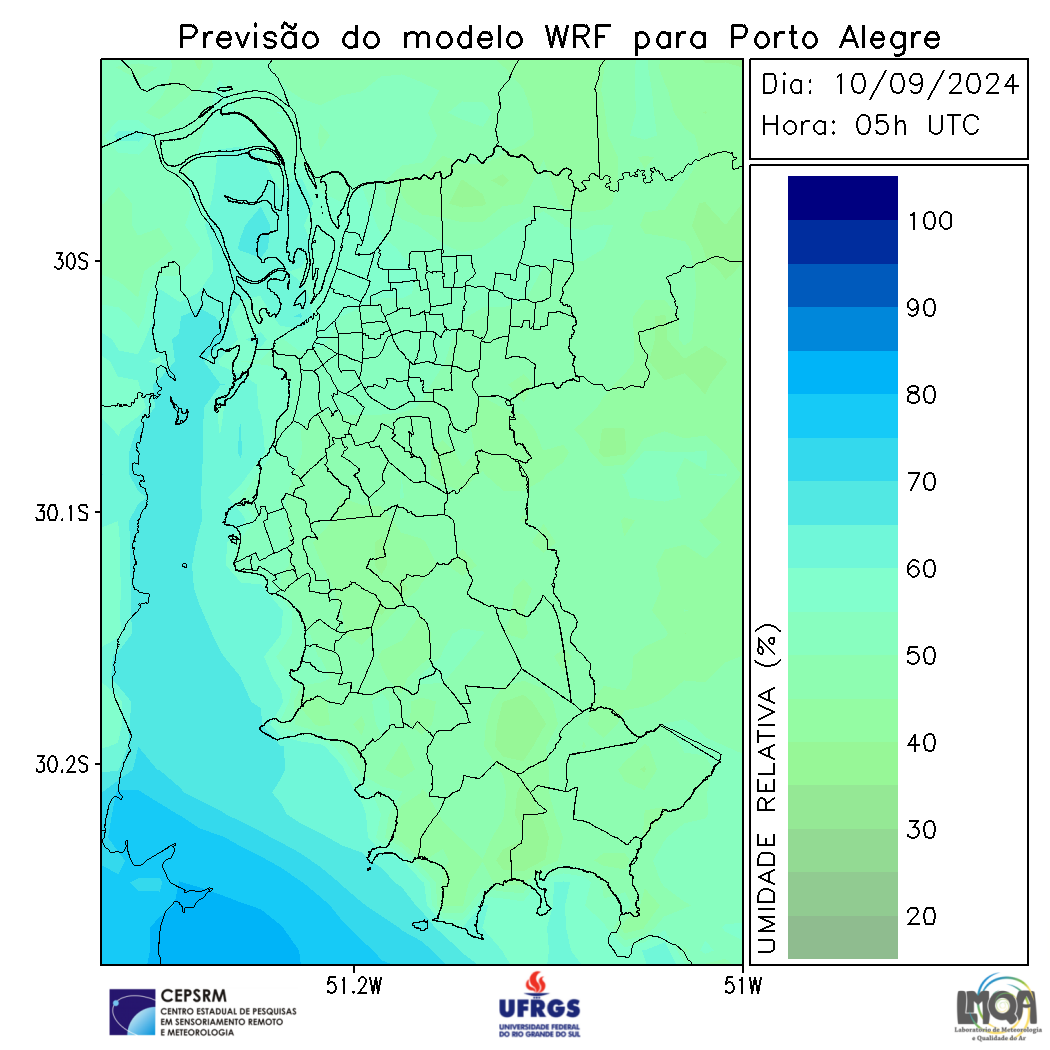 Previsão do modelo WRF para Porto Alegre
Dia: 10/09/2024
Hora: 05h UTC
30S
30.1S
30.2S
51.2W
51W
UMIDADE RELATIVA (%)
100
90
80
70
60
50
40
30
20
CEPSRM
CENTRO ESTADUAL DE PESQUISAS
EM SENSORIAMENTO REMOTO
E METEOROLOGIA
UFRGS
UNIVERSIDADE FEDERAL
DO RIO GRANDE DO SUL
LMQA
Laboratório de Meteorologia
e Qualidade do Ar